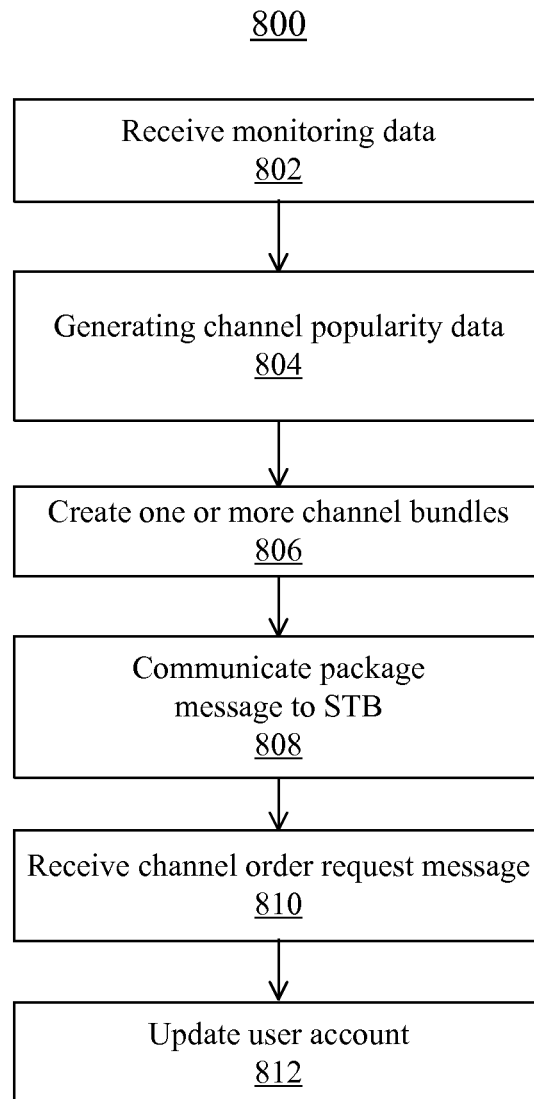 800
Receive monitoring data
802
Generating channel popularity data
804
Create one or more channel bundles
806
Communicate package
message to STB
808
Receive channel order request message
810
Update user account
812